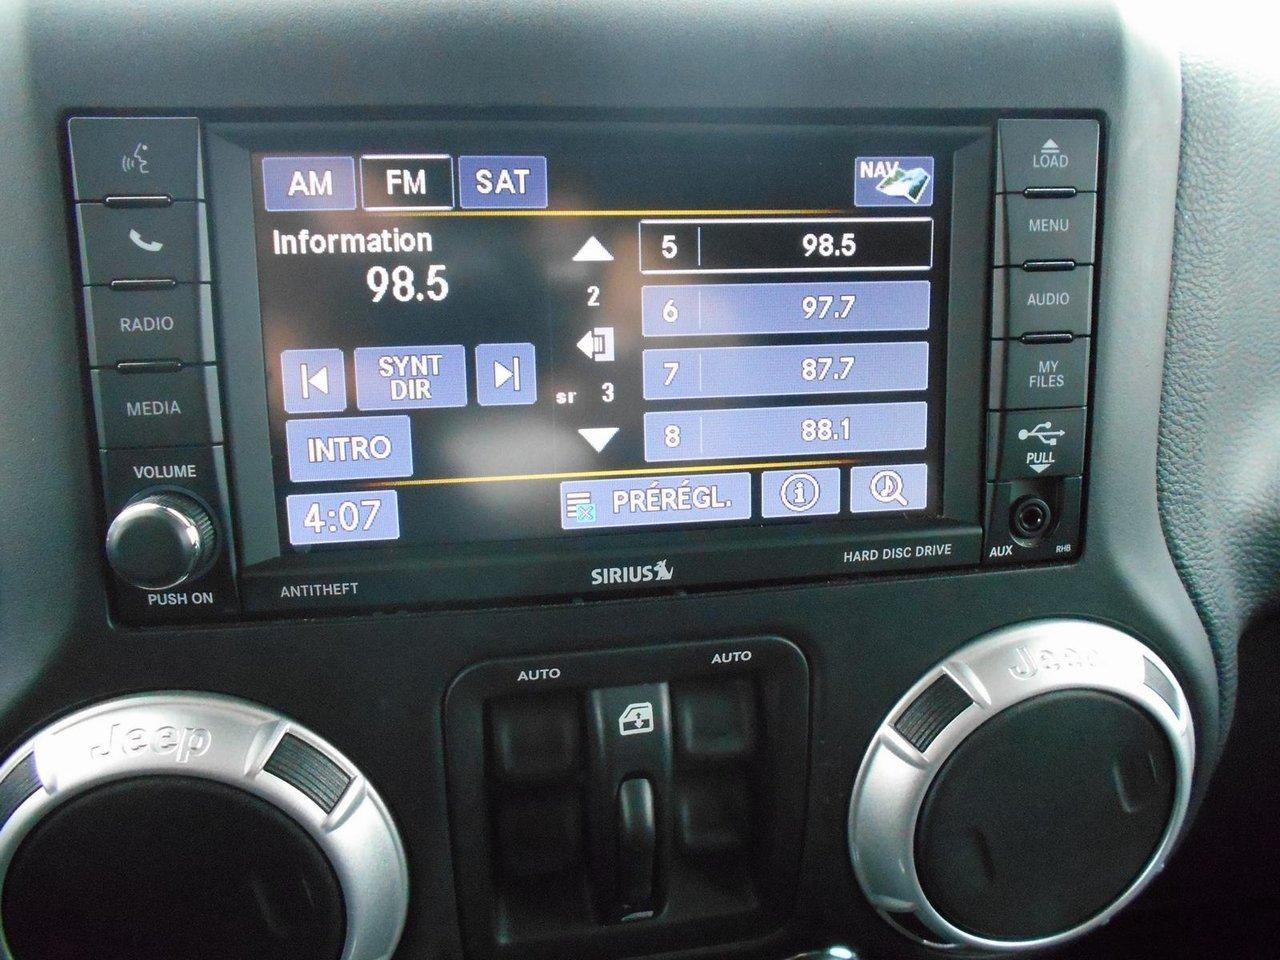 LOAD
AM FM SAT NAV
MENU
Information
98.5
5 98.5
2
6 97.7
AUDIO
RADIO
SYNT
DIR
7 87.7
MY
FILES
sr 3
MEDIA
INTRO
8 88.1
PULL
VOLUME
4:07
PRÉRÉGL.
AUX RHB
HARD DISC DRIVE
SIRIUS
ANTITHEFT
PUSH ON
AUTO AUTO
Jeep
Jeep